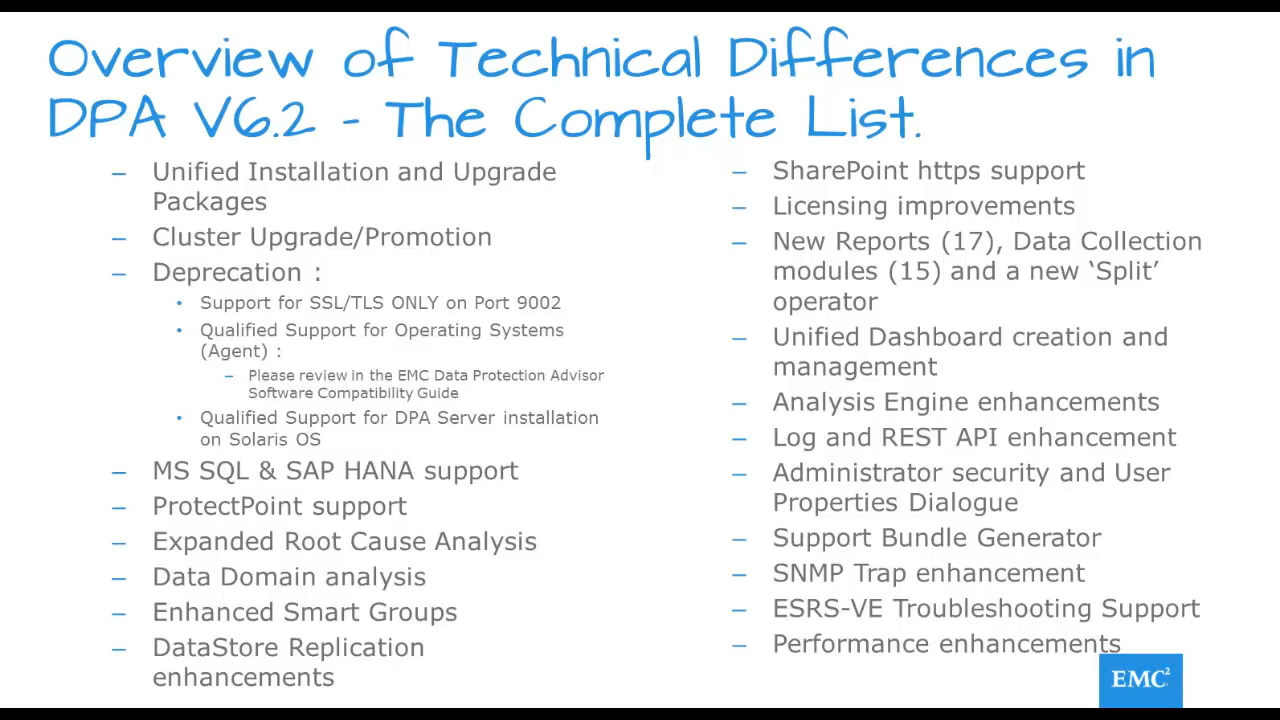 Overview of Technical Differences in
DPA V6.2 - The Complete List.
– Unified Installation and Upgrade
Packages
– Cluster Upgrade/Promotion
– Deprecation :
• Support for SSL/TLS ONLY on Port 9002
• Qualified Support for Operating Systems
(Agent) :
– Please review in the EMC Data Protection Advisor
Software Compatibility Guide
• Qualified Support for DPA Server installation
on Solaris OS
– MS SQL & SAP HANA support
– ProtectPoint support
– Expanded Root Cause Analysis
– Data Domain analysis
– Enhanced Smart Groups
– DataStore Replication
enhancements
– SharePoint https support
– Licensing improvements
– New Reports (17), Data Collection
modules (15) and a new ‘Split’
operator
– Unified Dashboard creation and
management
– Analysis Engine enhancements
– Log and REST API enhancement
– Administrator security and User
Properties Dialogue
– Support Bundle Generator
– SNMP Trap enhancement
– ESRS-VE Troubleshooting Support
– Performance enhancements
EMC²